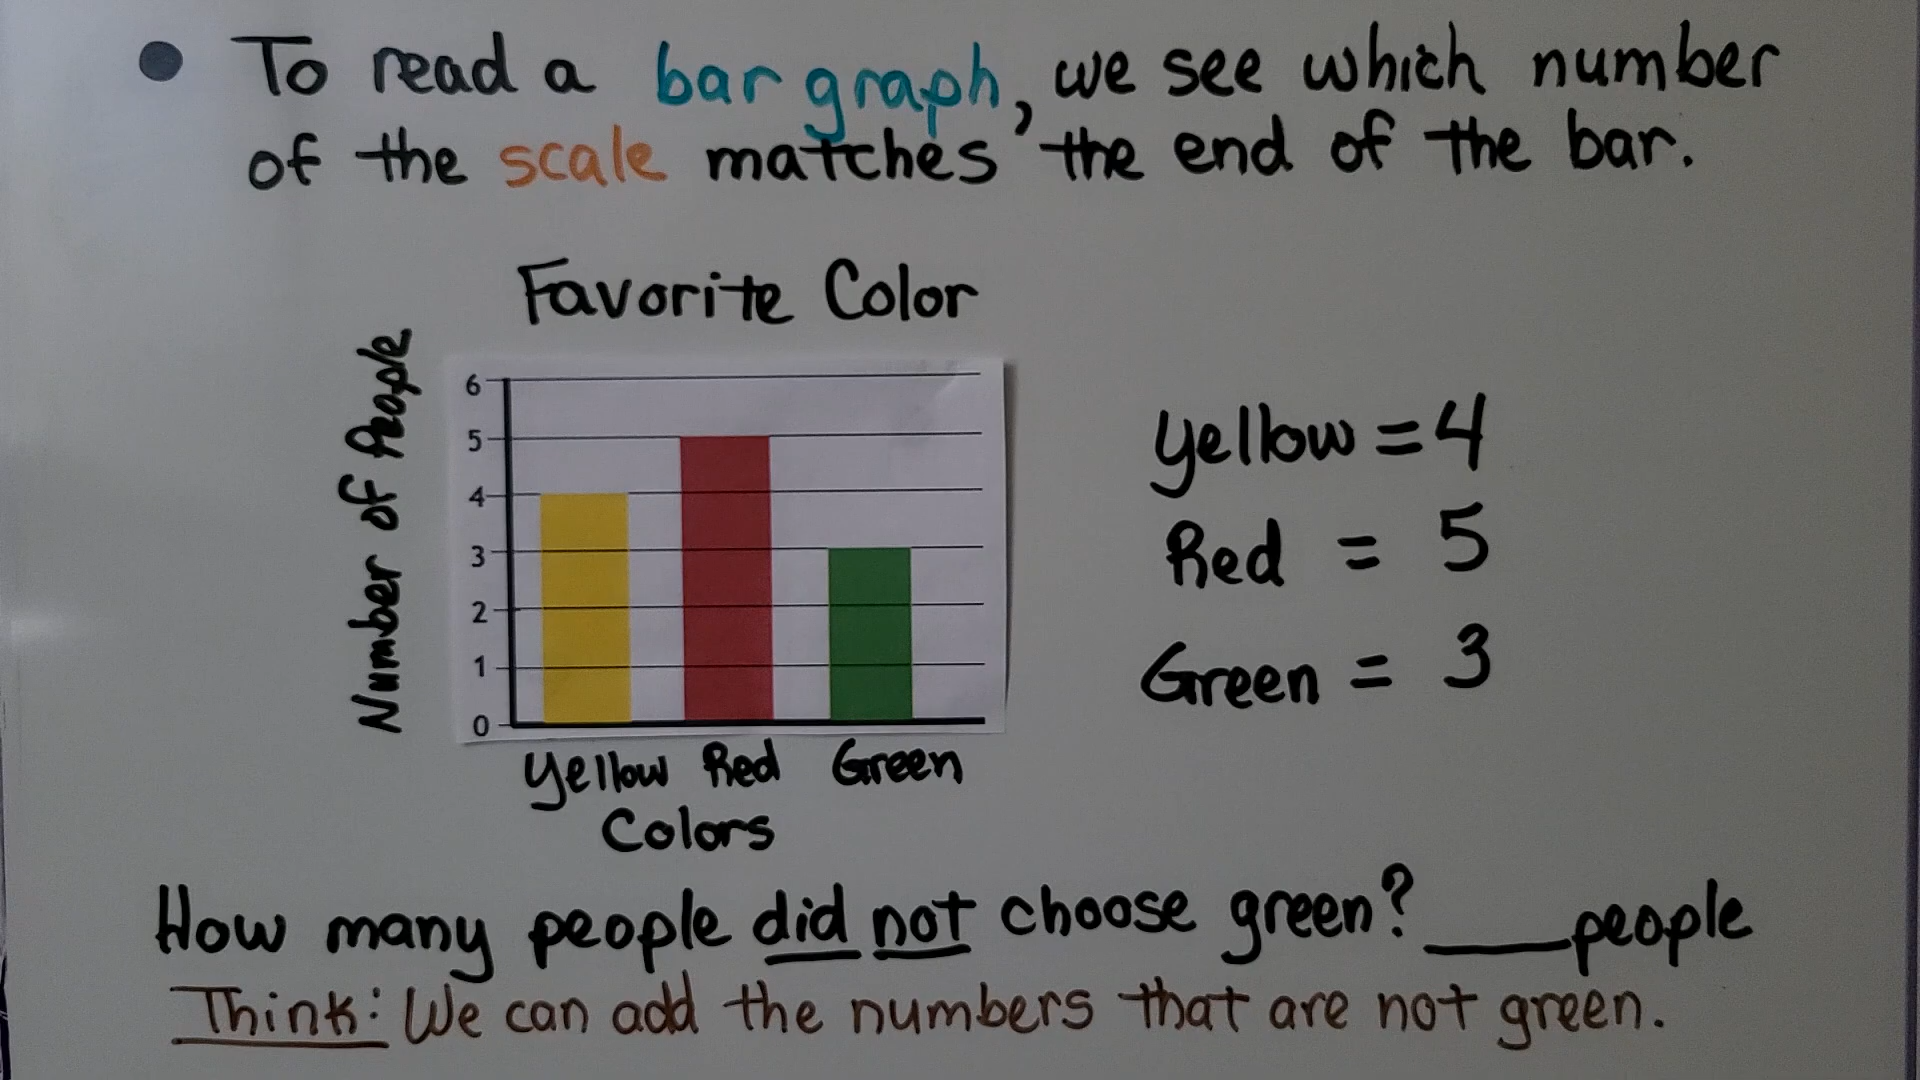 • To read a bar graph, we see which number
of the scale matches the end of the bar.
Favorite Color
Number of People
6
5
4
3
2
1
0
Yellow Red Green
Colors
Yellow = 4
Red = 5
Green = 3
How many people did not choose green? ___ people
Think: We can add the numbers that are not green.